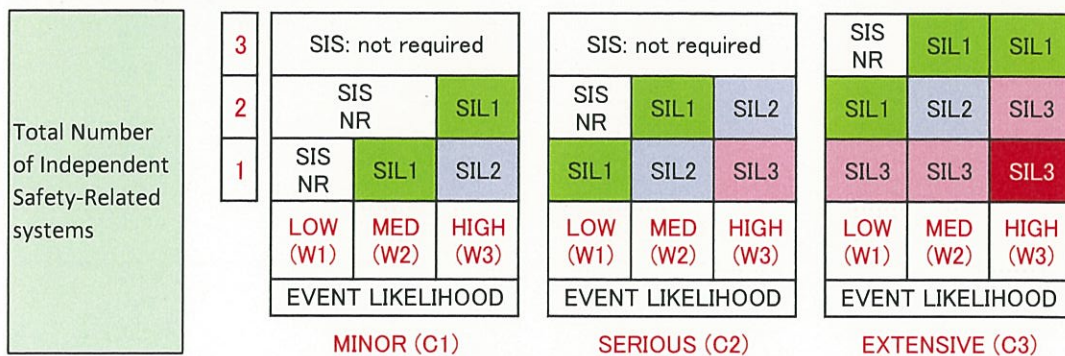 Total Number
of Independent
Safety-Related
systems
3
2
1
SIS: not required
SIS
NR
SIL1
SIS
NR
SIL1
SIL2
LOW
(W1)
MED
(W2)
HIGH
(W3)
EVENT LIKELIHOOD
MINOR (C1)
SIS: not required
SIS
NR
SIL1
SIL2
SIL1
SIL2
SIL3
LOW
(W1)
MED
(W2)
HIGH
(W3)
EVENT LIKELIHOOD
SERIOUS (C2)
SIS
NR
SIL1
SIL1
SIL1
SIL2
SIL3
SIL3
SIL3
SIL3
LOW
(W1)
MED
(W2)
HIGH
(W3)
EVENT LIKELIHOOD
EXTENSIVE (C3)